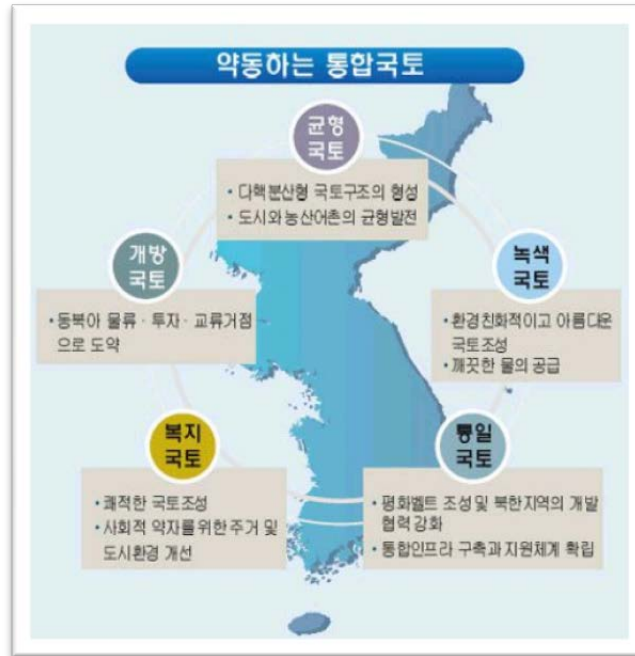 약동하는 통합국토
균형
국토
• 다핵분산형 국토구조의 형성
• 도시와 농산어촌의 균형발전
개방
국토
• 동북아 물류 · 투자 · 교류거점
으로 도약
녹색
국토
• 환경친화적이고 아름다운
국토조성
• 깨끗한 물의 공급
복지
국토
• 쾌적한 국토조성
• 사회적 약자를위한 주거 및
도시환경 개선
통일
국토
• 평화벨트 조성 및 북한지역의 개발
협력 강화
• 통합인프라 구축과 지원체계 확립